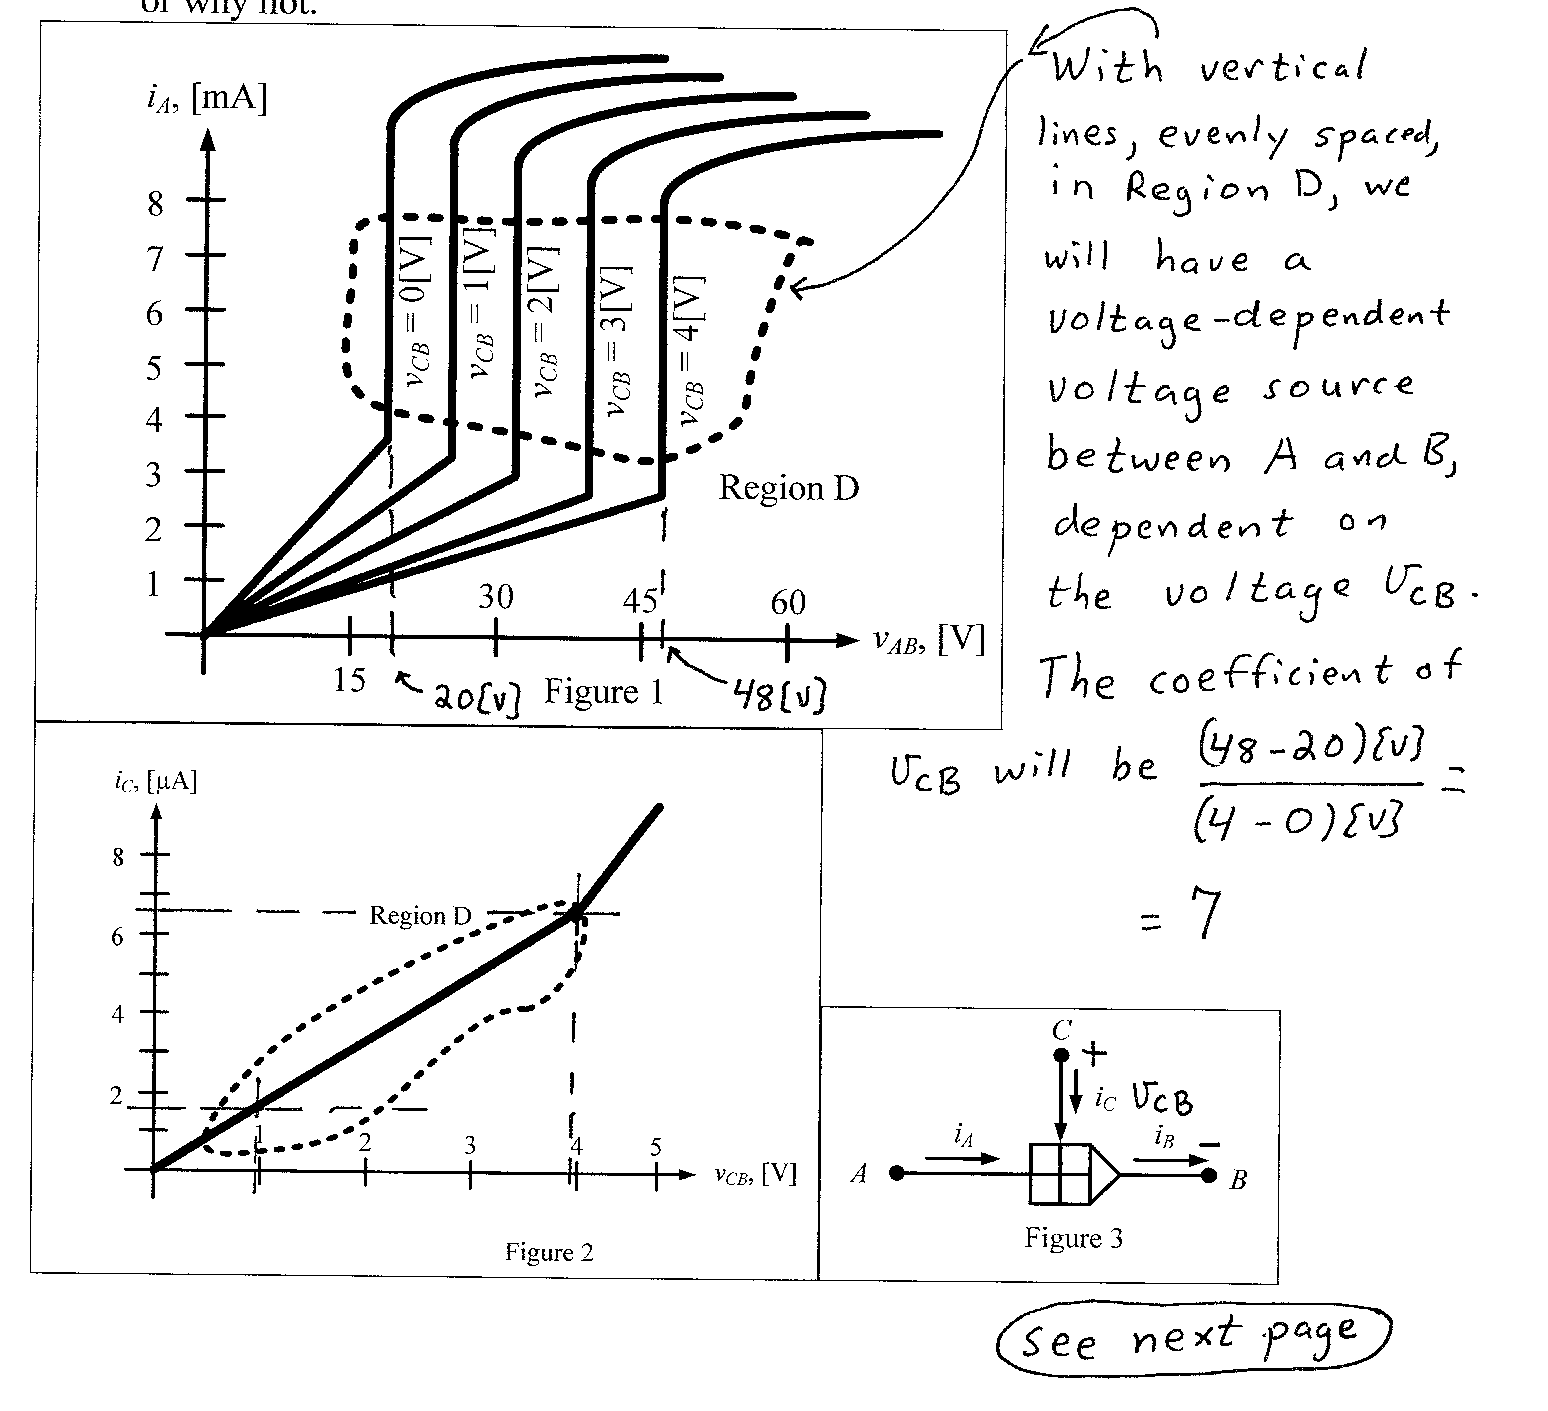 or why not.
iA, [mA]
8
7
6
5
4
3
2
1
vCB = 0[V]
vCB = 1[V]
vCB = 2[V]
vCB = 3[V]
vCB = 4[V]
Region D
30
45
60
vAB, [V]
15
20[v]
Figure 1
48[v]
With vertical
lines, evenly spaced,
in Region D, we
will have a
voltage-dependent
voltage source
between A and B,
dependent on
the voltage vCB.
The coefficient of
vCB will be (48-20){v} =
(4-0){v}
= 7
iC, [µA]
8
6
4
2
Region D
1
2
3
4
5
vCB, [V]
Figure 2
C
+
iC vCB
iA
iB
−
A
B
Figure 3
see next page